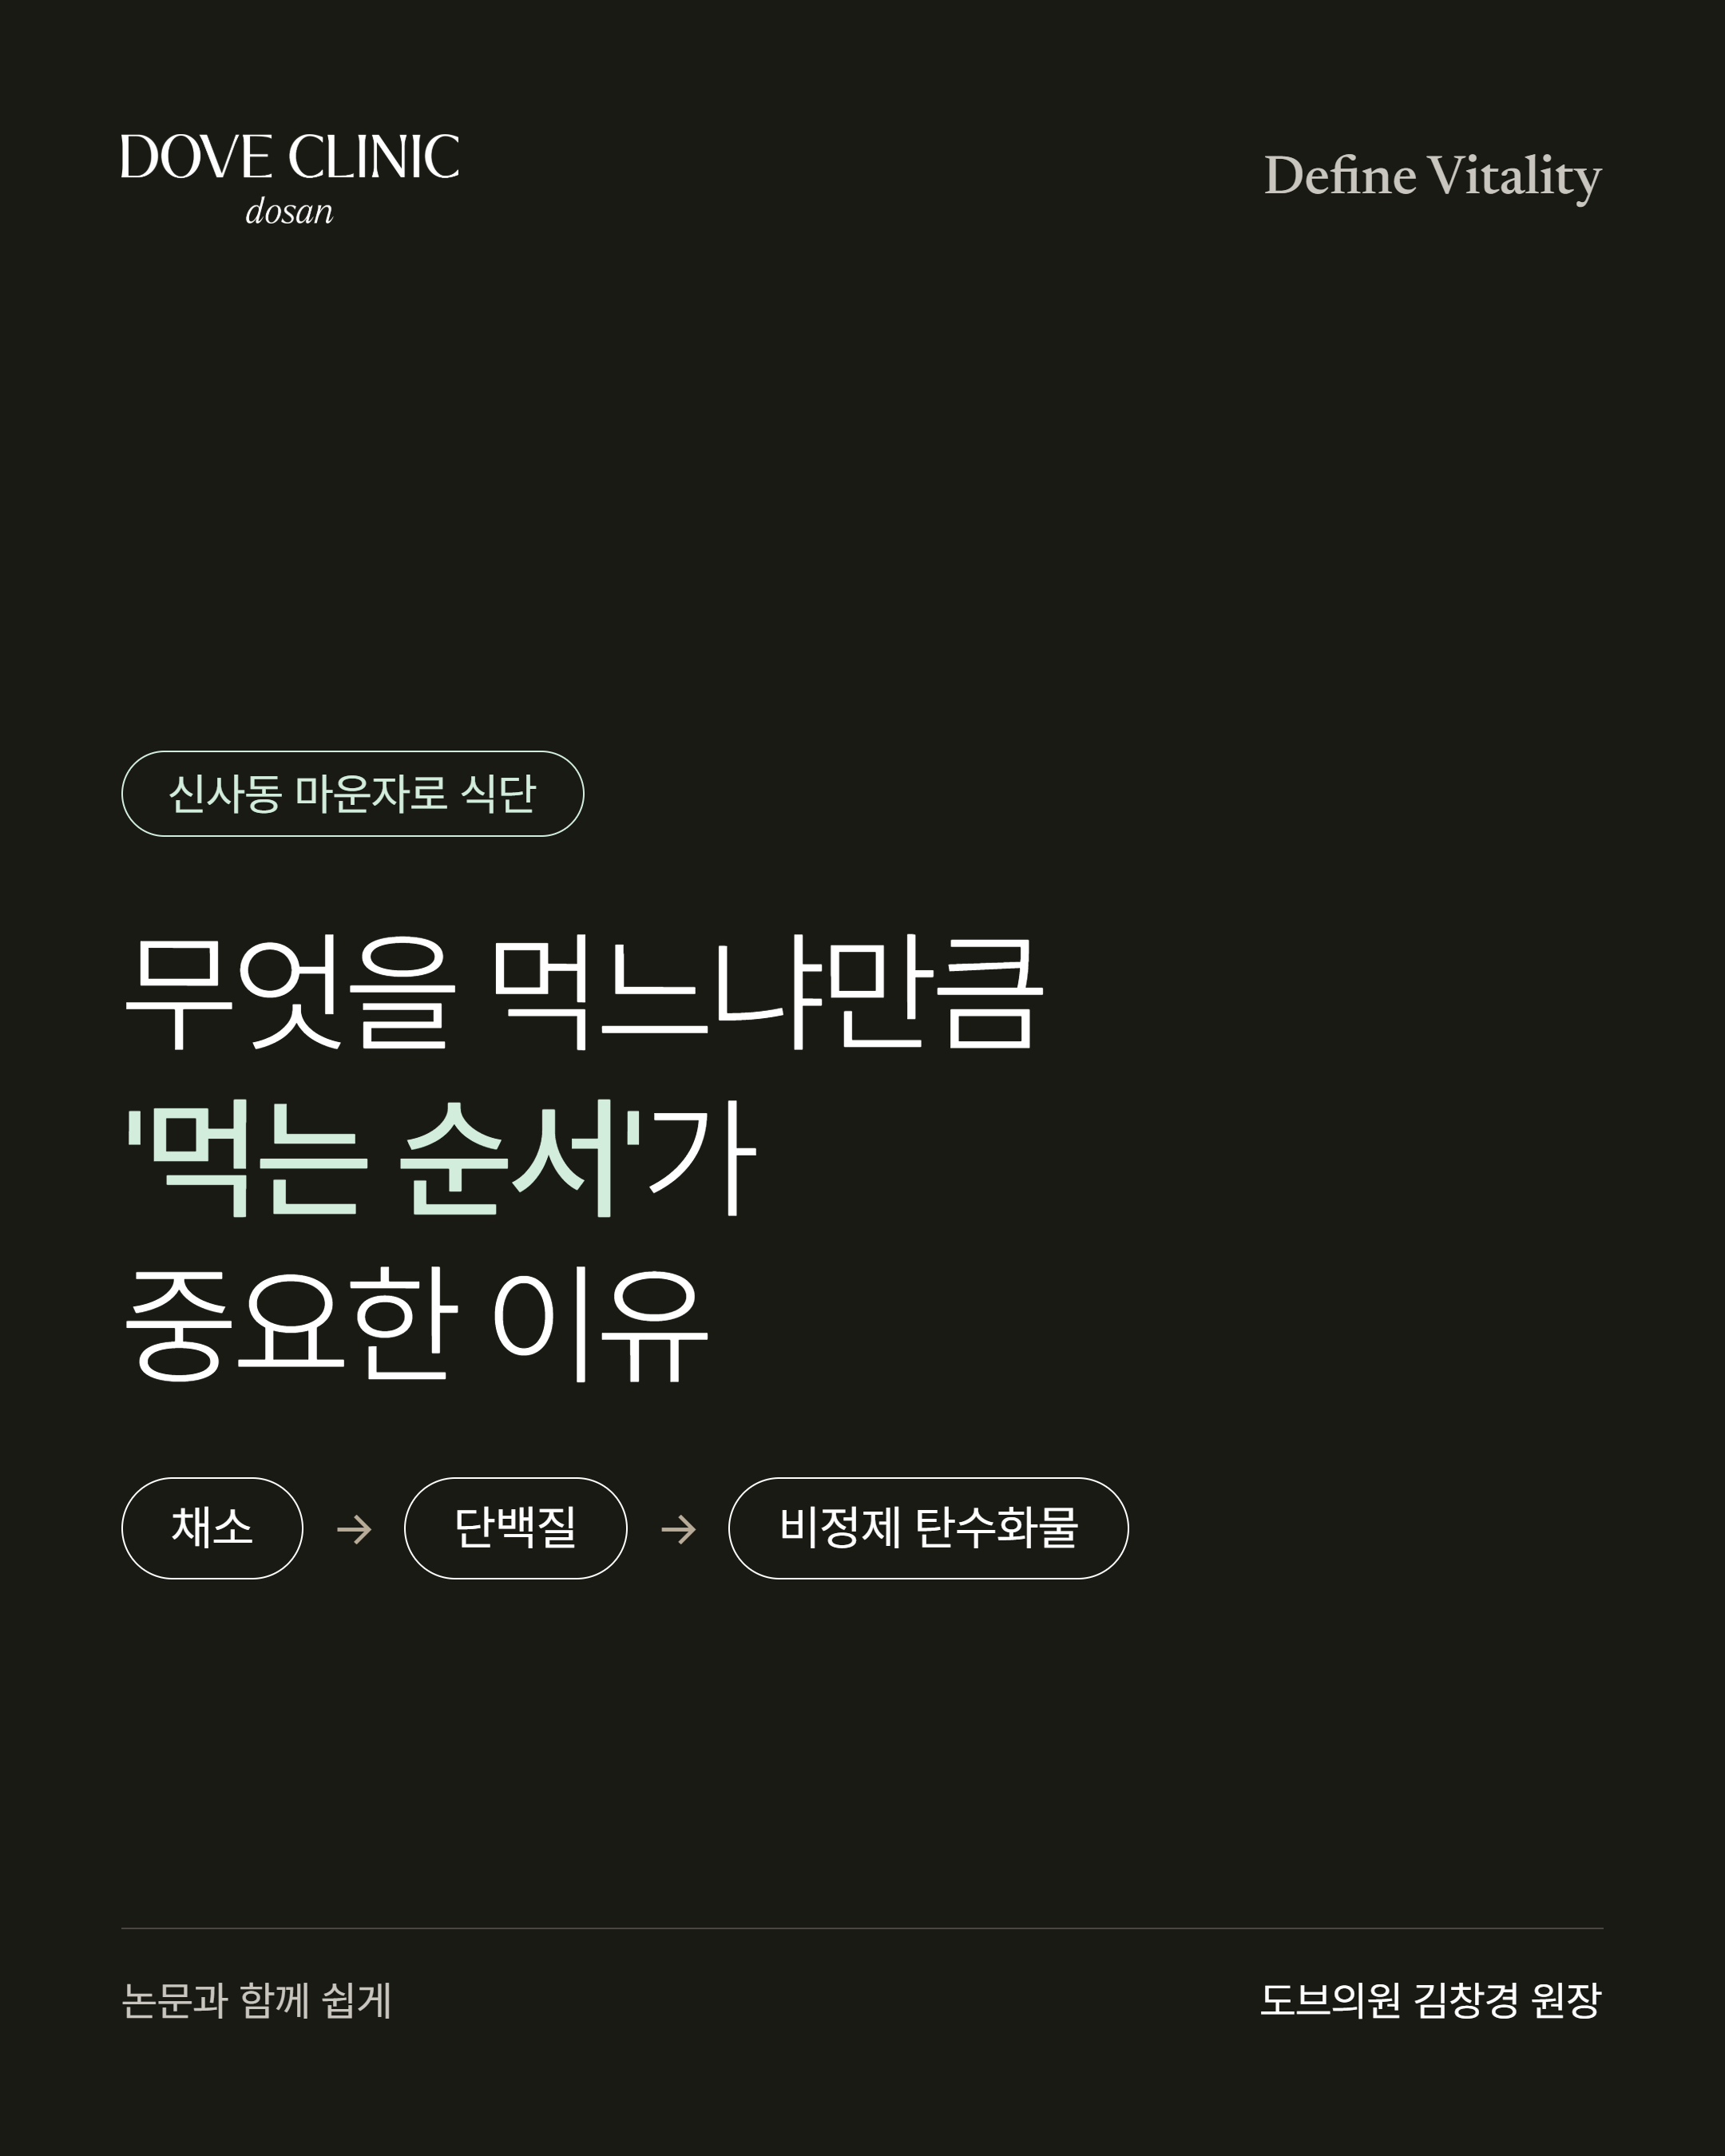 DOVE CLINIC
dosan
Define Vitality
신사동 마운자로 식단
무엇을 먹느냐만큼
'먹는 순서'가
중요한 이유
채소 → 단백질 → 비정제 탄수화물
논문과 함께 쉽게
도브의원 김창경 원장